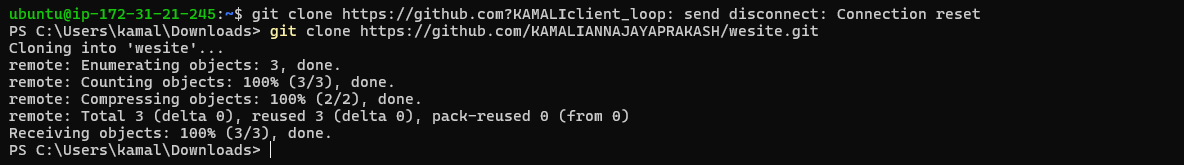 ubuntu@ip-172-31-21-245:~$ git clone https://github.com?KAMALIclient_loop: send disconnect: Connection reset
PS C:\Users\kamal\Downloads> git clone https://github.com/KAMALIANNAJAYAPRAKASH/wesite.git
Cloning into 'wesite'...
remote: Enumerating objects: 3, done.
remote: Counting objects: 100% (3/3), done.
remote: Compressing objects: 100% (2/2), done.
remote: Total 3 (delta 0), reused 3 (delta 0), pack-reused 0 (from 0)
Receiving objects: 100% (3/3), done.
PS C:\Users\kamal\Downloads>